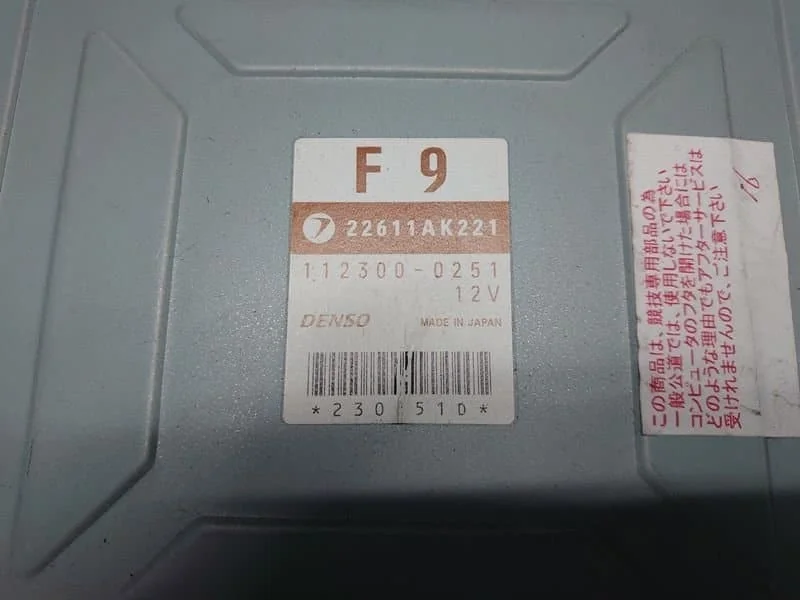 F 9
22611AK221
112300-0251
12V
DENSO
MADE IN JAPAN
*230 510*
この商品は、競技専用部品の為
一般公道では、使用しないで下さい
コンピュータのフタを開けた場合には
どのような理由でもアフターサービスは
受けれませんので、ご注意下さい